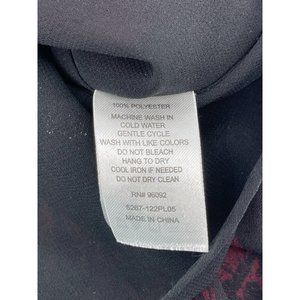 100% POLYESTER
MACHINE WASH IN
COLD WATER
GENTLE CYCLE
WASH WITH LIKE COLORS
DO NOT BLEACH
HANG TO DRY
COOL IRON IF NEEDED
DO NOT DRY CLEAN
RN# 96092
5267-122PL05
MADE IN CHINA